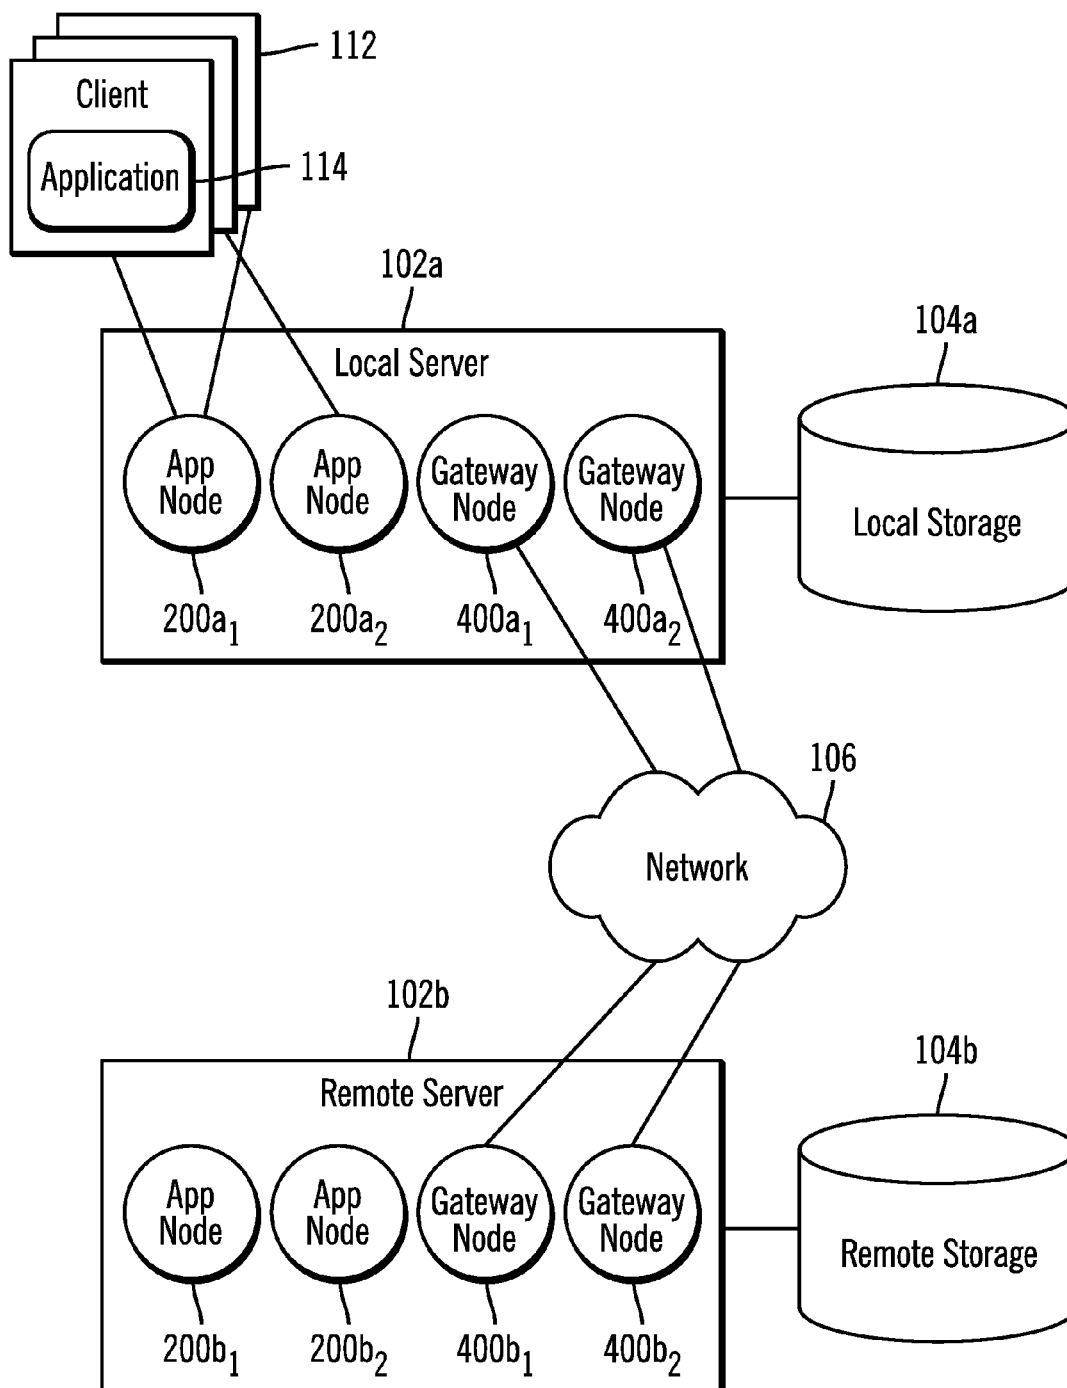 112
Client
Application
114
102a
Local Server
104a
App
Node
App
Node
Gateway
Node
Gateway
Node
Local Storage
200a1
200a2
400a1
400a2
106
Network
102b
Remote Server
104b
App
Node
App
Node
Gateway
Node
Gateway
Node
Remote Storage
200b1
200b2
400b1
400b2